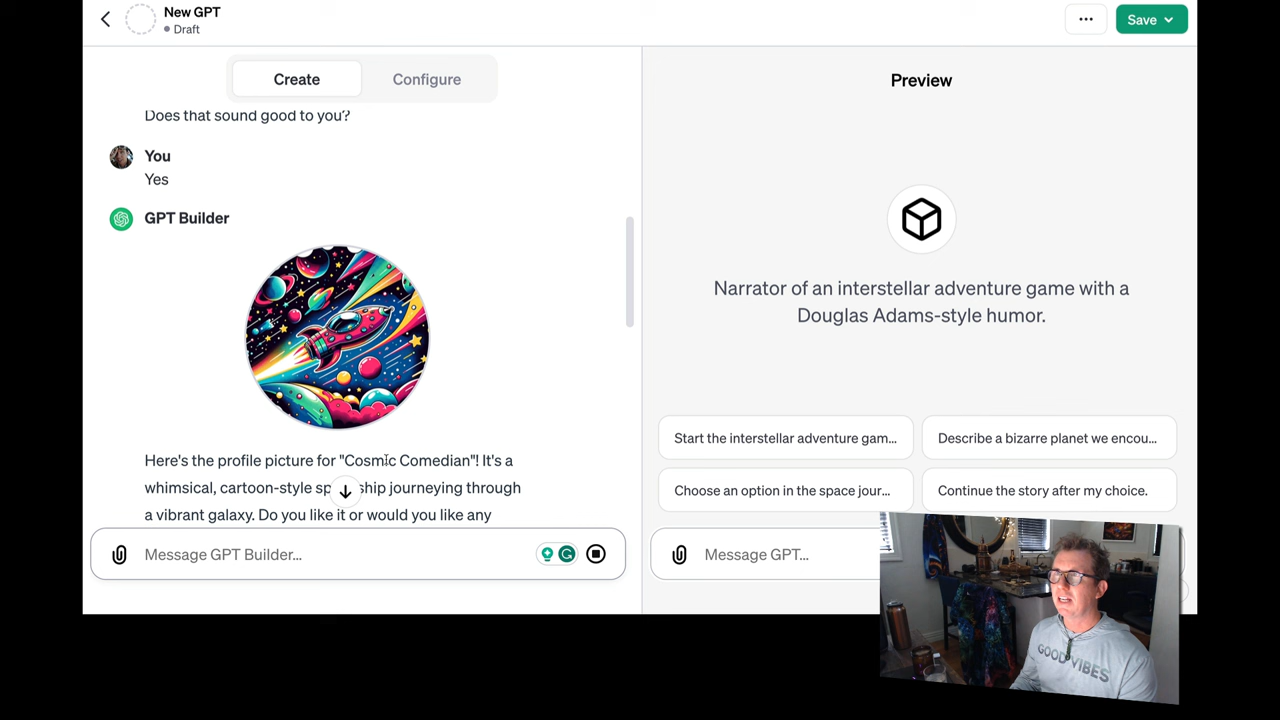 New GPT
Draft
Save
Create
Configure
Preview
Does that sound good to you?
You
Yes
GPT Builder
Here's the profile picture for "Cosmic Comedian"! It's a
whimsical, cartoon-style sp ship journeying through
a vibrant galaxy. Do you like it or would you like any
Message GPT Builder...
Narrator of an interstellar adventure game with a
Douglas Adams-style humor.
Start the interstellar adventure gam...
Describe a bizarre planet we encou...
Choose an option in the space jour...
Continue the story after my choice.
Message GPT...
GOOD VIBES